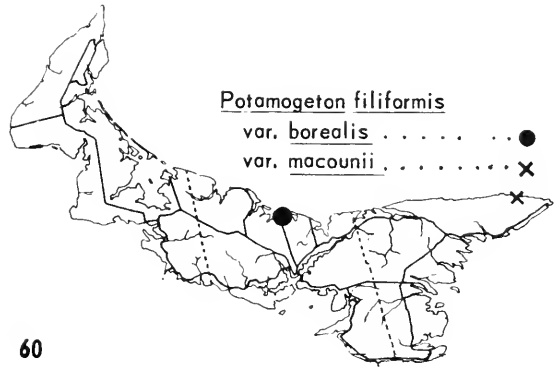 Potamogeton filiformis
var. borealis . . . . . . . ●
var. macounii . . . . . . . ×
60